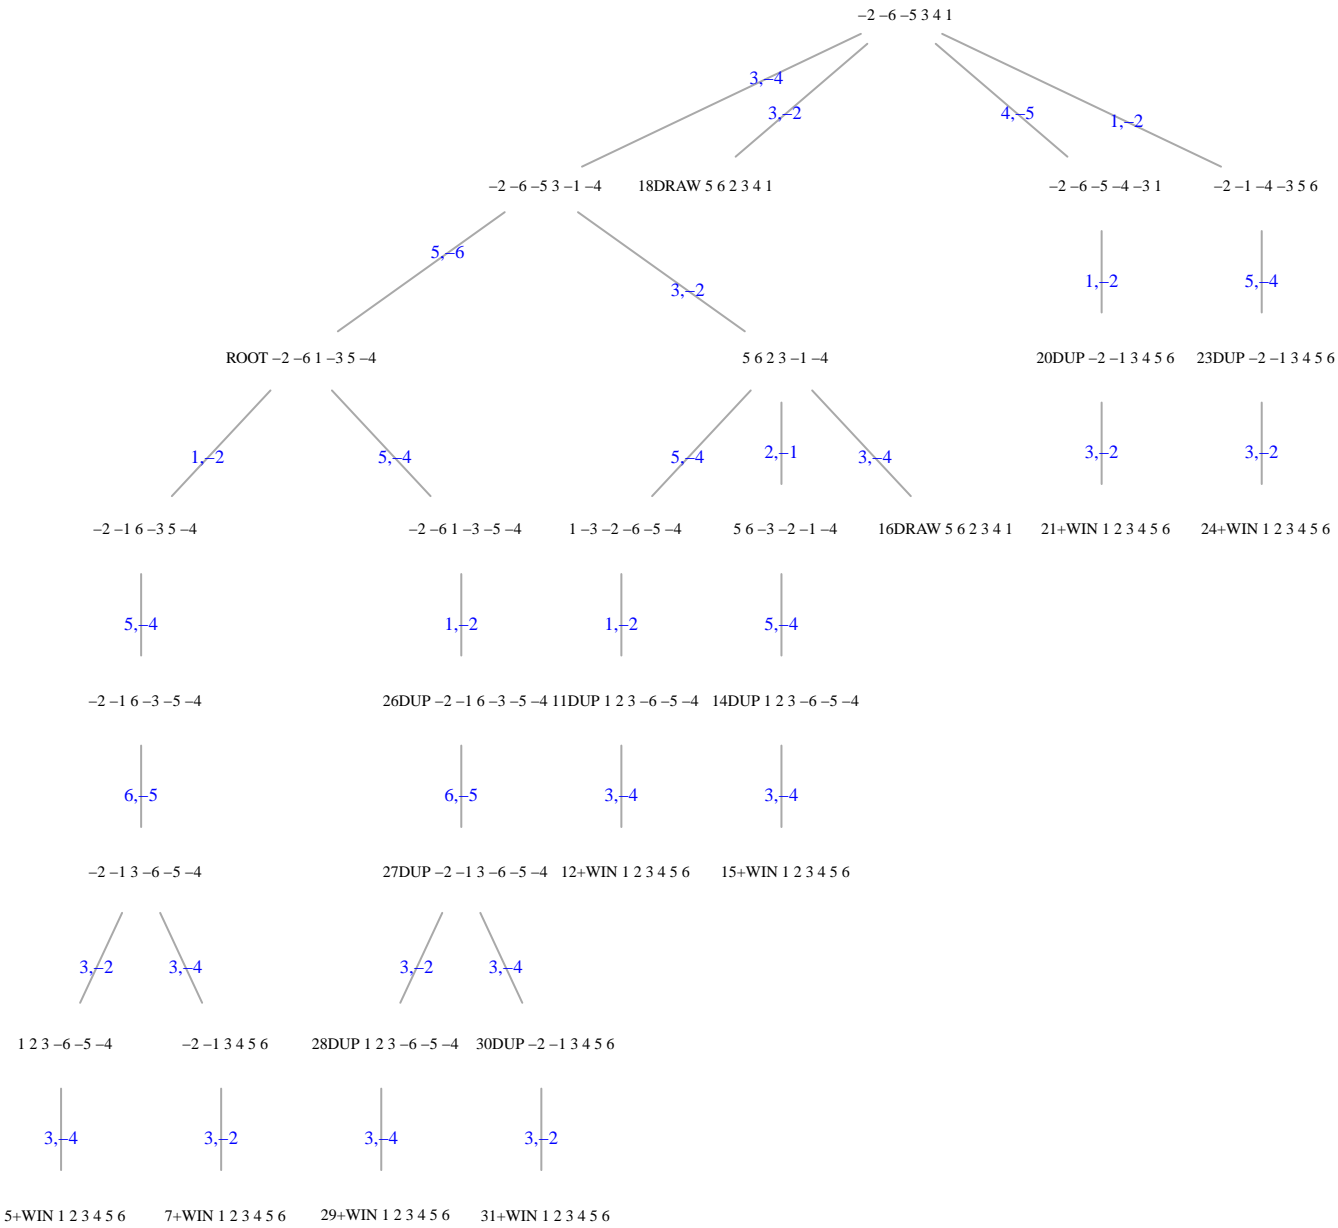 −2 −6 −5 3 4 1
3,−4
3,−2
4,−5
1,−2
−2 −6 −5 3 −1 −4
18DRAW 5 6 2 3 4 1
−2 −6 −5 −4 −3 1
−2 −1 −4 −3 5 6
5,−6
3,−2
1,−2
5,−4
ROOT −2 −6 1 −3 5 −4
5 6 2 3 −1 −4
20DUP −2 −1 3 4 5 6
23DUP −2 −1 3 4 5 6
1,−2
5,−4
5,−4
2,−1
3,−4
3,−2
3,−2
−2 −1 6 −3 5 −4
−2 −6 1 −3 −5 −4
1 −3 −2 −6 −5 −4
5 6 −3 −2 −1 −4
16DRAW 5 6 2 3 4 1
21+WIN 1 2 3 4 5 6
24+WIN 1 2 3 4 5 6
5,−4
1,−2
1,−2
5,−4
−2 −1 6 −3 −5 −4
26DUP −2 −1 6 −3 −5 −4
11DUP 1 2 3 −6 −5 −4
14DUP 1 2 3 −6 −5 −4
6,−5
6,−5
3,−4
3,−4
−2 −1 3 −6 −5 −4
27DUP −2 −1 3 −6 −5 −4
12+WIN 1 2 3 4 5 6
15+WIN 1 2 3 4 5 6
3,−2
3,−4
3,−2
3,−4
1 2 3 −6 −5 −4
−2 −1 3 4 5 6
28DUP 1 2 3 −6 −5 −4
30DUP −2 −1 3 4 5 6
3,−4
3,−2
3,−4
3,−2
5+WIN 1 2 3 4 5 6
7+WIN 1 2 3 4 5 6
29+WIN 1 2 3 4 5 6
31+WIN 1 2 3 4 5 6